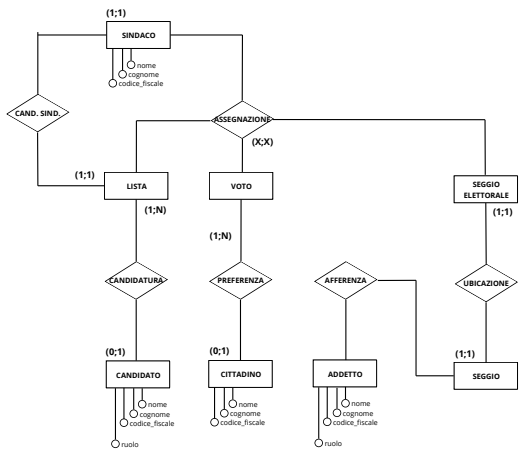 (1;1)
SINDACO
nome
cognome
codice_fiscale
CAND. SIND.
ASSEGNAZIONE
(X;X)
(1;1)
LISTA
VOTO
SEGGIO
ELETTORALE
(1;N)
(1;1)
(1;N)
CANDIDATURA
PREFERENZA
AFFERENZA
UBICAZIONE
(0;1)
(0;1)
(1;1)
CANDIDATO
CITTADINO
ADDETTO
SEGGIO
nome
cognome
codice_fiscale
ruolo
nome
cognome
codice_fiscale
nome
cognome
codice_fiscale
ruolo